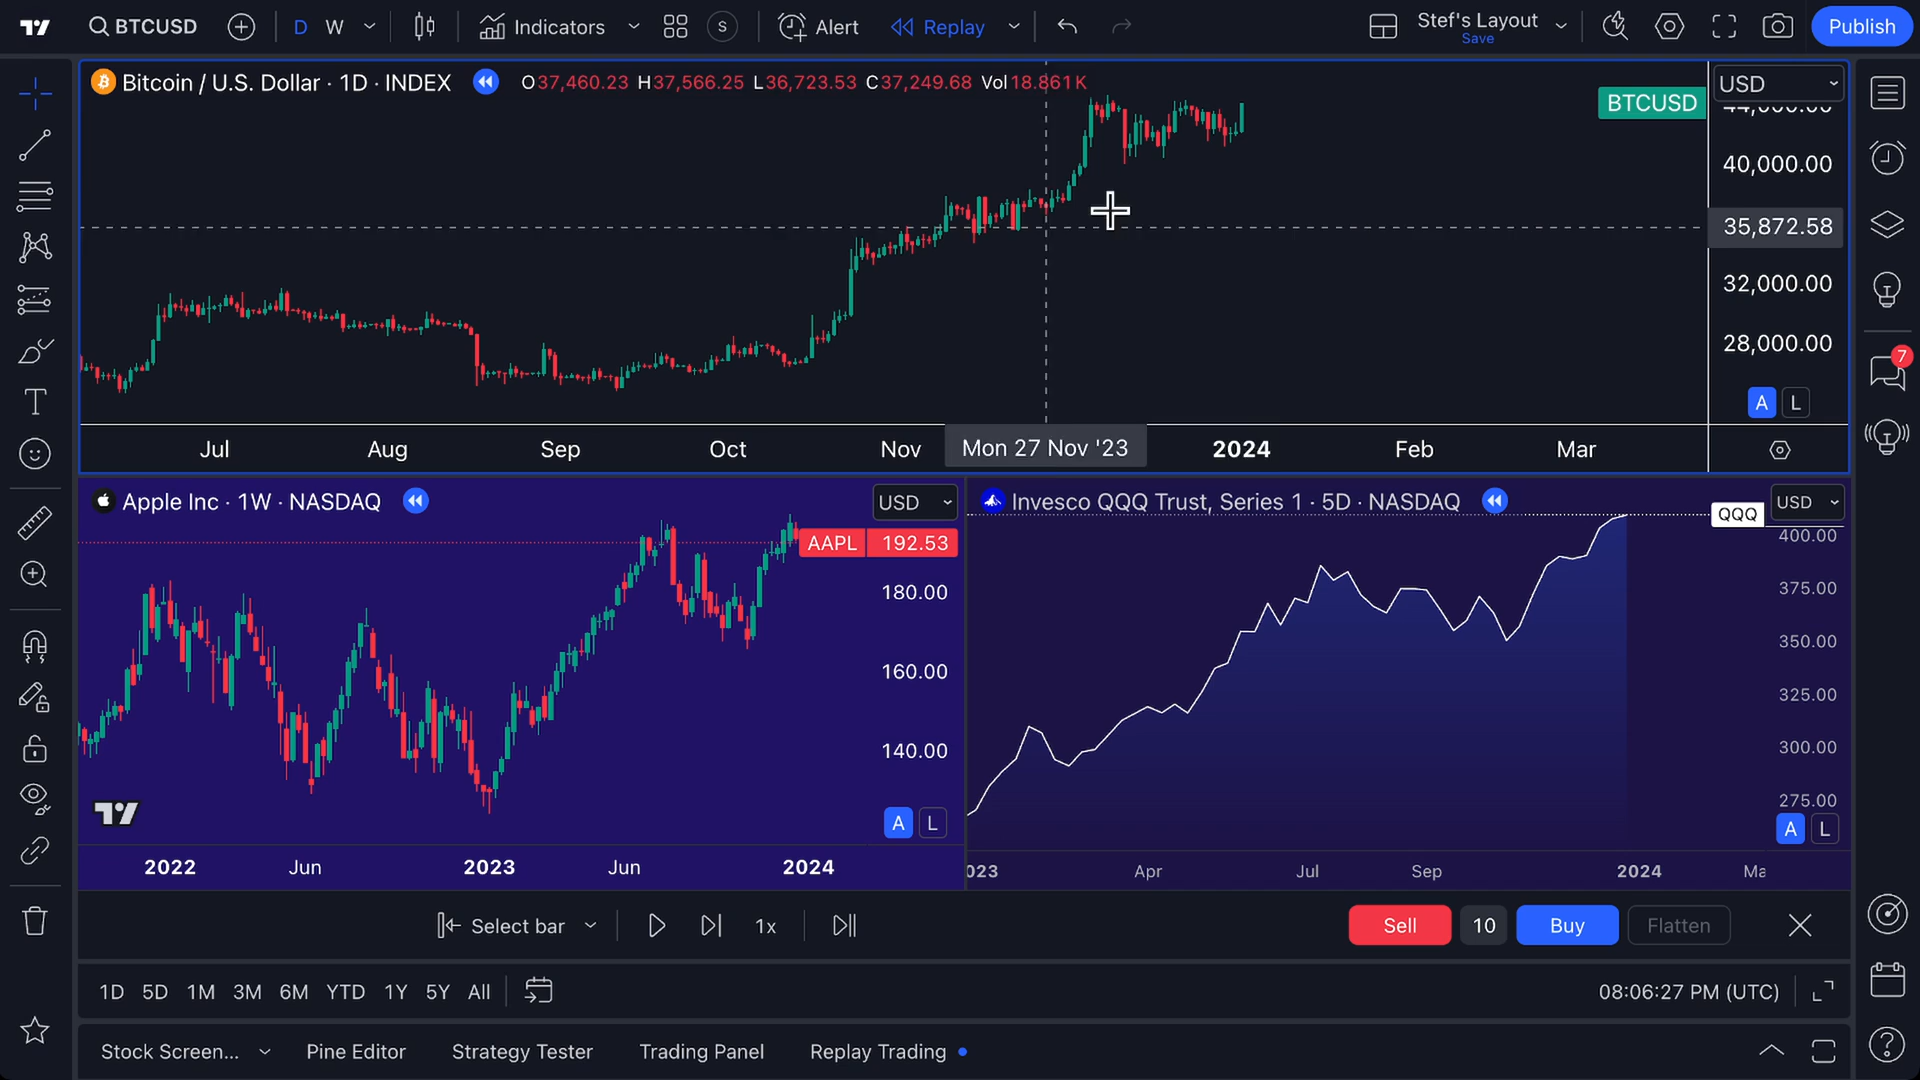 BTCUSD
D
W
Indicators
S
Alert
Replay
Stef's Layout
Save
Publish
Bitcoin / U.S. Dollar · 1D · INDEX
O37,460.23 H37,566.25 L36,723.53 C37,249.68 Vol18.861K
BTCUSD
USD
44,000.00
40,000.00
35,872.58
32,000.00
28,000.00
A L
7
Jul
Aug
Sep
Oct
Nov
Mon 27 Nov '23
2024
Feb
Mar
Apple Inc · 1W · NASDAQ
USD
AAPL 192.53
180.00
160.00
140.00
A L
2022
Jun
2023
Jun
2024
Invesco QQQ Trust, Series 1 · 5D · NASDAQ
QQQ
USD
400.00
375.00
350.00
325.00
300.00
275.00
A L
023
Apr
Jul
Sep
2024
Ma
Select bar
1x
Sell
10
Buy
Flatten
1D 5D 1M 3M 6M YTD 1Y 5Y All
08:06:27 PM (UTC)
Stock Screen...
Pine Editor
Strategy Tester
Trading Panel
Replay Trading